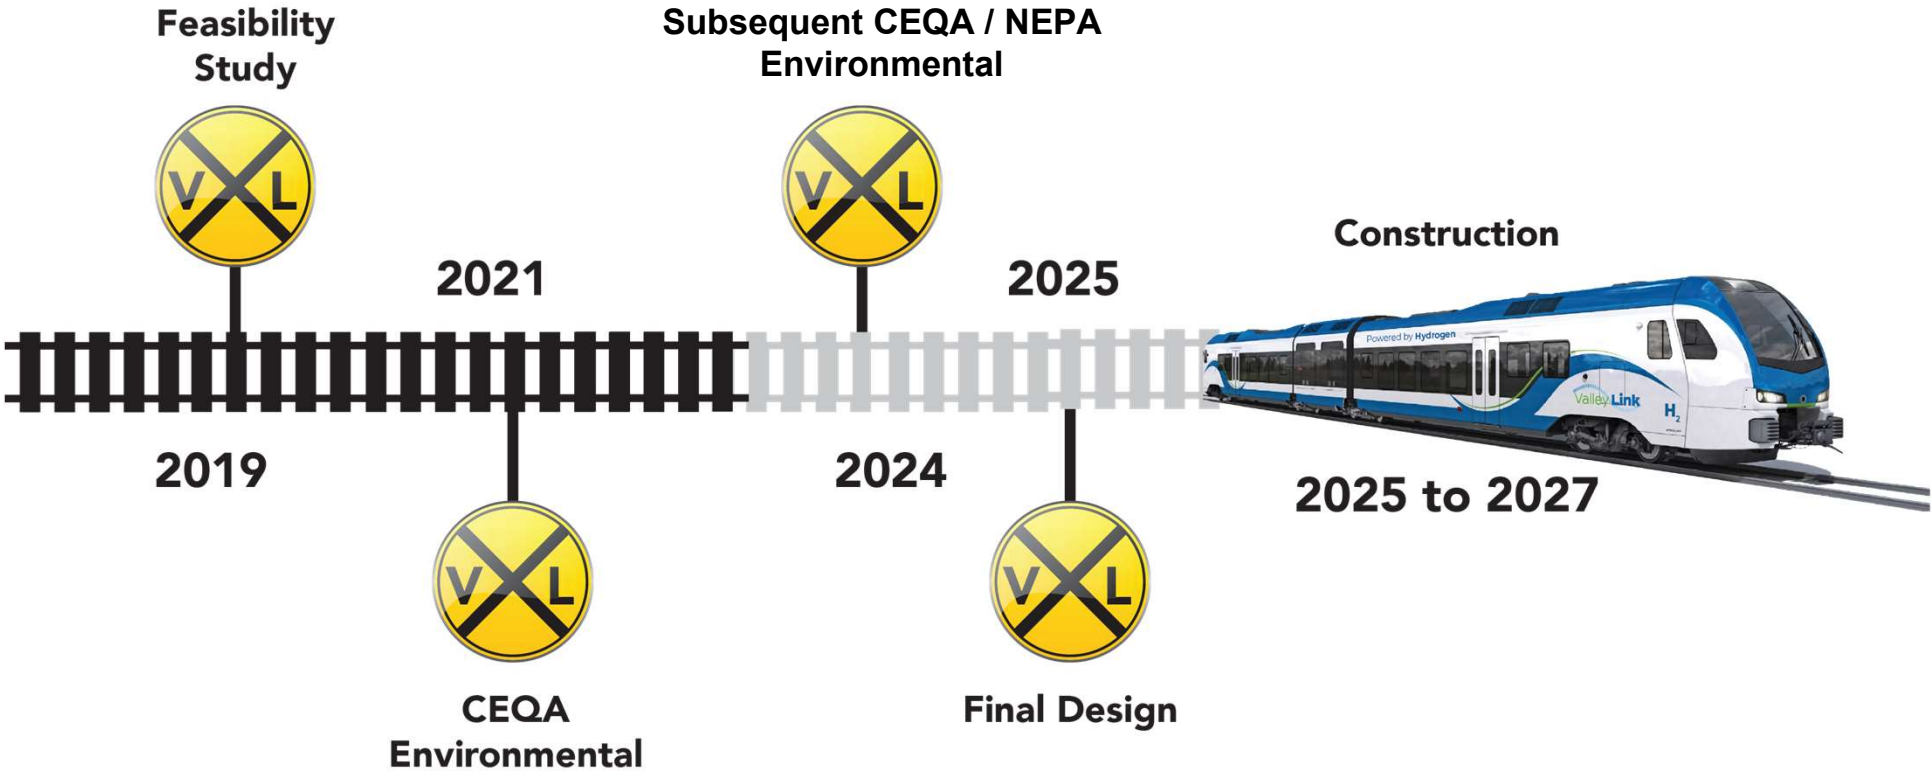 Feasibility
Study
Subsequent CEQA / NEPA
Environmental
V L
V L
Construction
2021
2025
Powered by Hydrogen
Valley Link
H2
2019
2024
2025 to 2027
V L
V L
CEQA
Environmental
Final Design